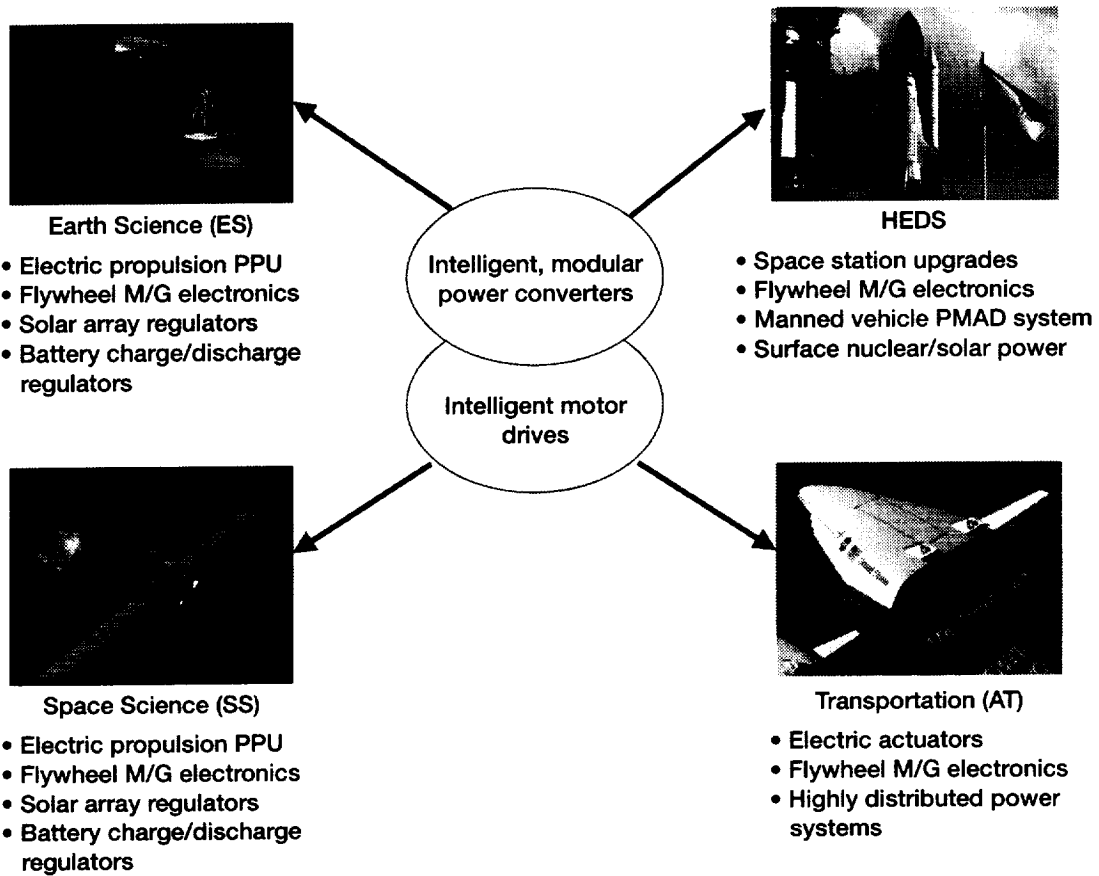 Earth Science (ES)
• Electric propulsion PPU
• Flywheel M/G electronics
• Solar array regulators
• Battery charge/discharge
regulators
Intelligent, modular
power converters
Intelligent motor
drives
HEDS
• Space station upgrades
• Flywheel M/G electronics
• Manned vehicle PMAD system
• Surface nuclear/solar power
Space Science (SS)
• Electric propulsion PPU
• Flywheel M/G electronics
• Solar array regulators
• Battery charge/discharge
regulators
Transportation (AT)
• Electric actuators
• Flywheel M/G electronics
• Highly distributed power
systems